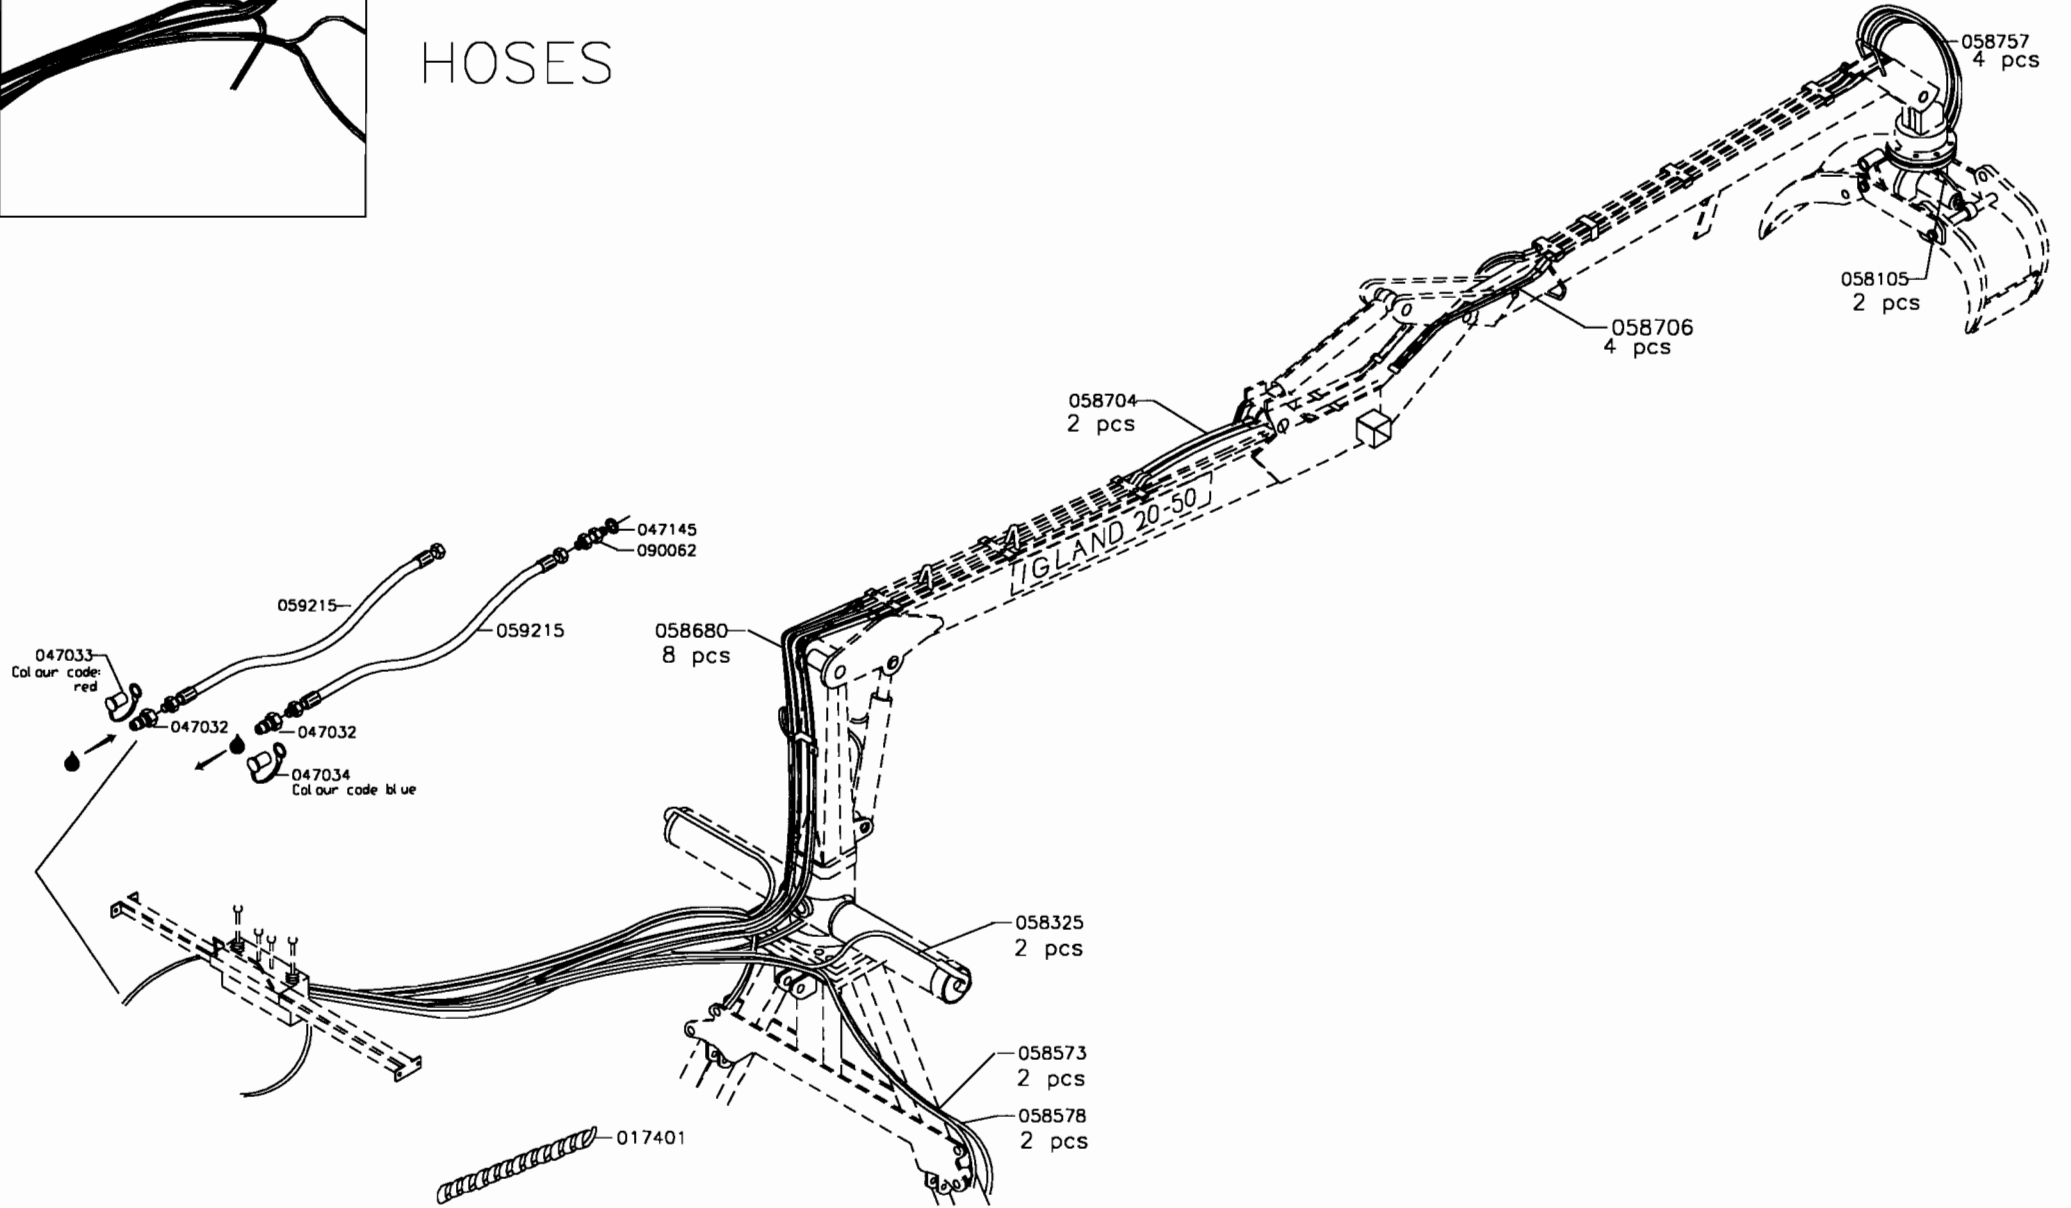 HOSES
058757
4 pcs
058105
2 pcs
058706
4 pcs
058704
2 pcs
IGLAND 20-50
047145
090062
059215
059215
058680
8 pcs
047033
Colour code:
red
047032
047032
047034
Colour code blue
058325
2 pcs
058573
2 pcs
058578
2 pcs
017401